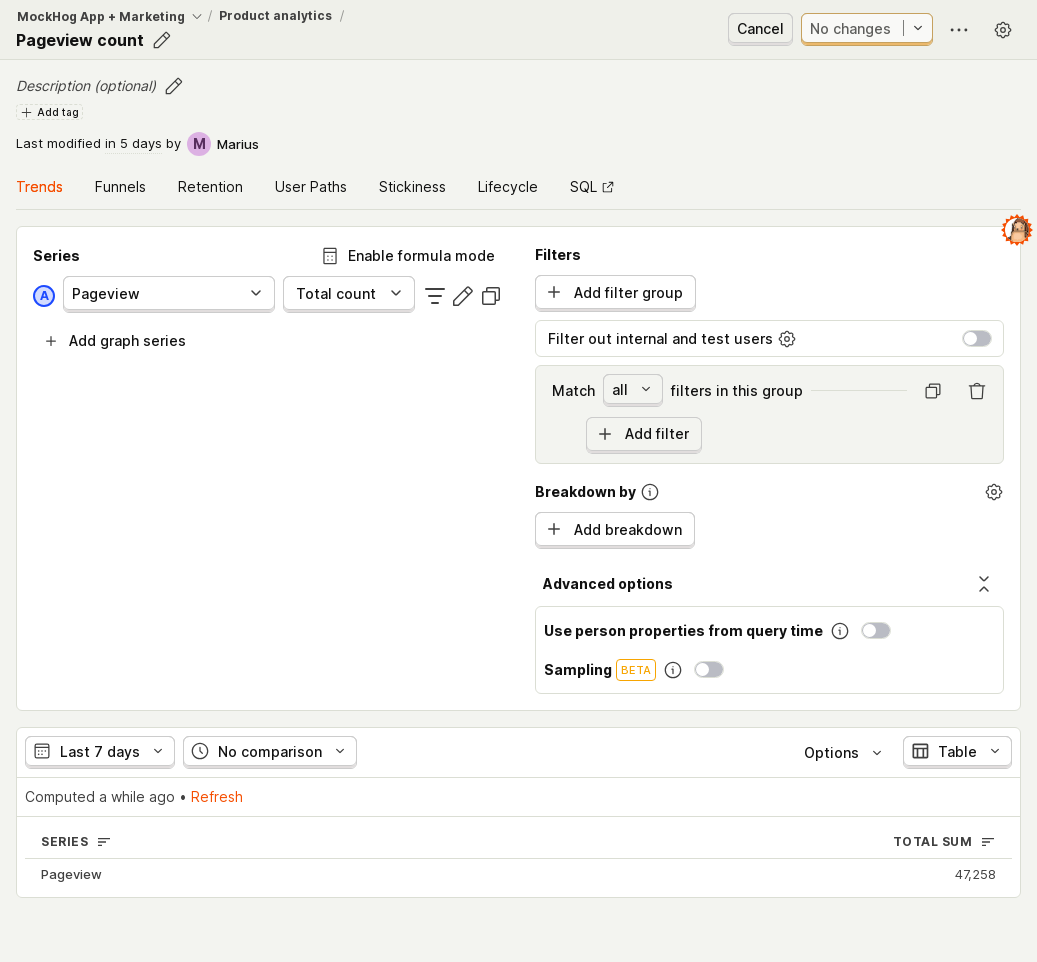 MockHog App + Marketing / Product analytics /
Pageview count
Cancel
No changes
Description (optional)
Add tag
Last modified in 5 days by M Marius
Trends
Funnels
Retention
User Paths
Stickiness
Lifecycle
SQL
Series
Enable formula mode
A
Pageview
Total count
Add graph series
Filters
Add filter group
Filter out internal and test users
Match all filters in this group
Add filter
Breakdown by
Add breakdown
Advanced options
Use person properties from query time
Sampling BETA
Last 7 days
No comparison
Options
Table
Computed a while ago • Refresh
SERIES
TOTAL SUM
Pageview
47,258